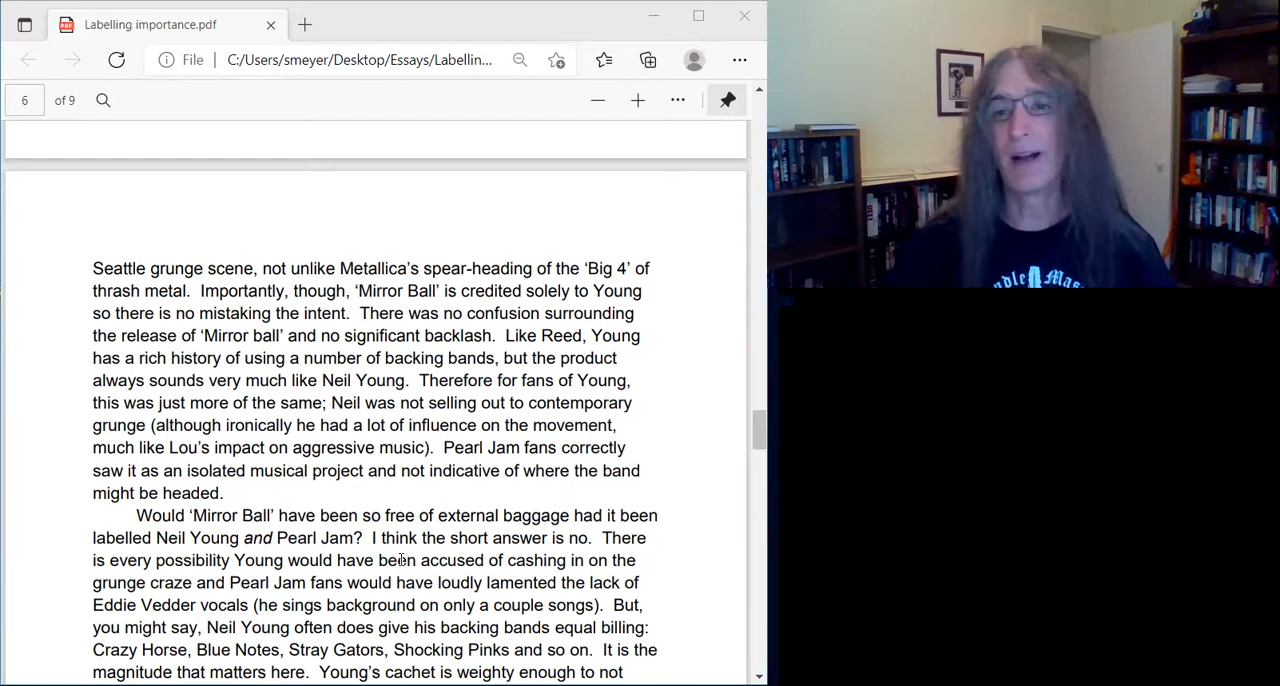 Labelling importance.pdf
File
C:/Users/smeyer/Desktop/Essays/Labellin...
6 of 9
Seattle grunge scene, not unlike Metallica's spear-heading of the 'Big 4' of
thrash metal.  Importantly, though, 'Mirror Ball' is credited solely to Young
so there is no mistaking the intent.  There was no confusion surrounding
the release of 'Mirror ball' and no significant backlash.  Like Reed, Young
has a rich history of using a number of backing bands, but the product
always sounds very much like Neil Young.  Therefore for fans of Young,
this was just more of the same; Neil was not selling out to contemporary
grunge (although ironically he had a lot of influence on the movement,
much like Lou's impact on aggressive music).  Pearl Jam fans correctly
saw it as an isolated musical project and not indicative of where the band
might be headed.
Would 'Mirror Ball' have been so free of external baggage had it been
labelled Neil Young and Pearl Jam?  I think the short answer is no.  There
is every possibility Young would have been accused of cashing in on the
grunge craze and Pearl Jam fans would have loudly lamented the lack of
Eddie Vedder vocals (he sings background on only a couple songs).  But,
you might say, Neil Young often does give his backing bands equal billing:
Crazy Horse, Blue Notes, Stray Gators, Shocking Pinks and so on.  It is the
magnitude that matters here.  Young's cachet is weighty enough to not